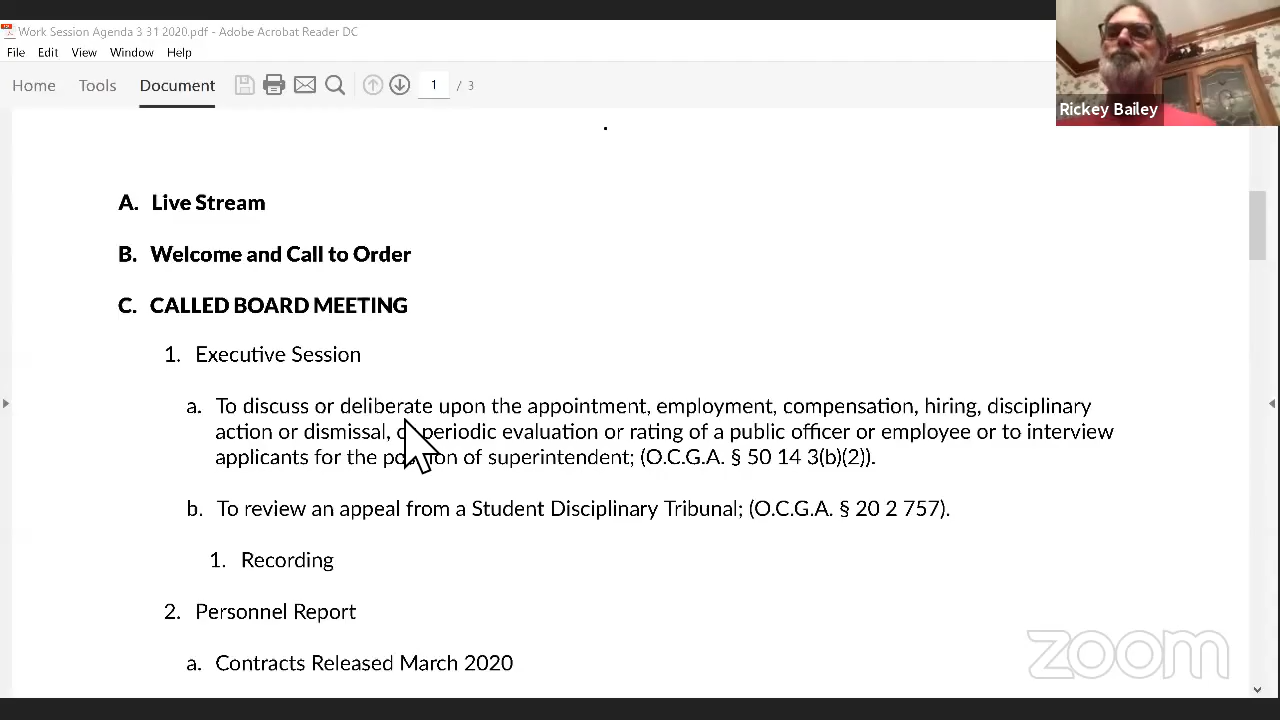 Work Session Agenda 3 31 2020.pdf - Adobe Acrobat Reader DC
File Edit View Window Help
Home Tools Document 1 / 3
Rickey Bailey
A. Live Stream
B. Welcome and Call to Order
C. CALLED BOARD MEETING
1. Executive Session
a. To discuss or deliberate upon the appointment, employment, compensation, hiring, disciplinary
action or dismissal, periodic evaluation or rating of a public officer or employee or to interview
applicants for the position of superintendent; (O.C.G.A. § 50 14 3(b)(2)).
b. To review an appeal from a Student Disciplinary Tribunal; (O.C.G.A. § 20 2 757).
1. Recording
2. Personnel Report
a. Contracts Released March 2020
zoom